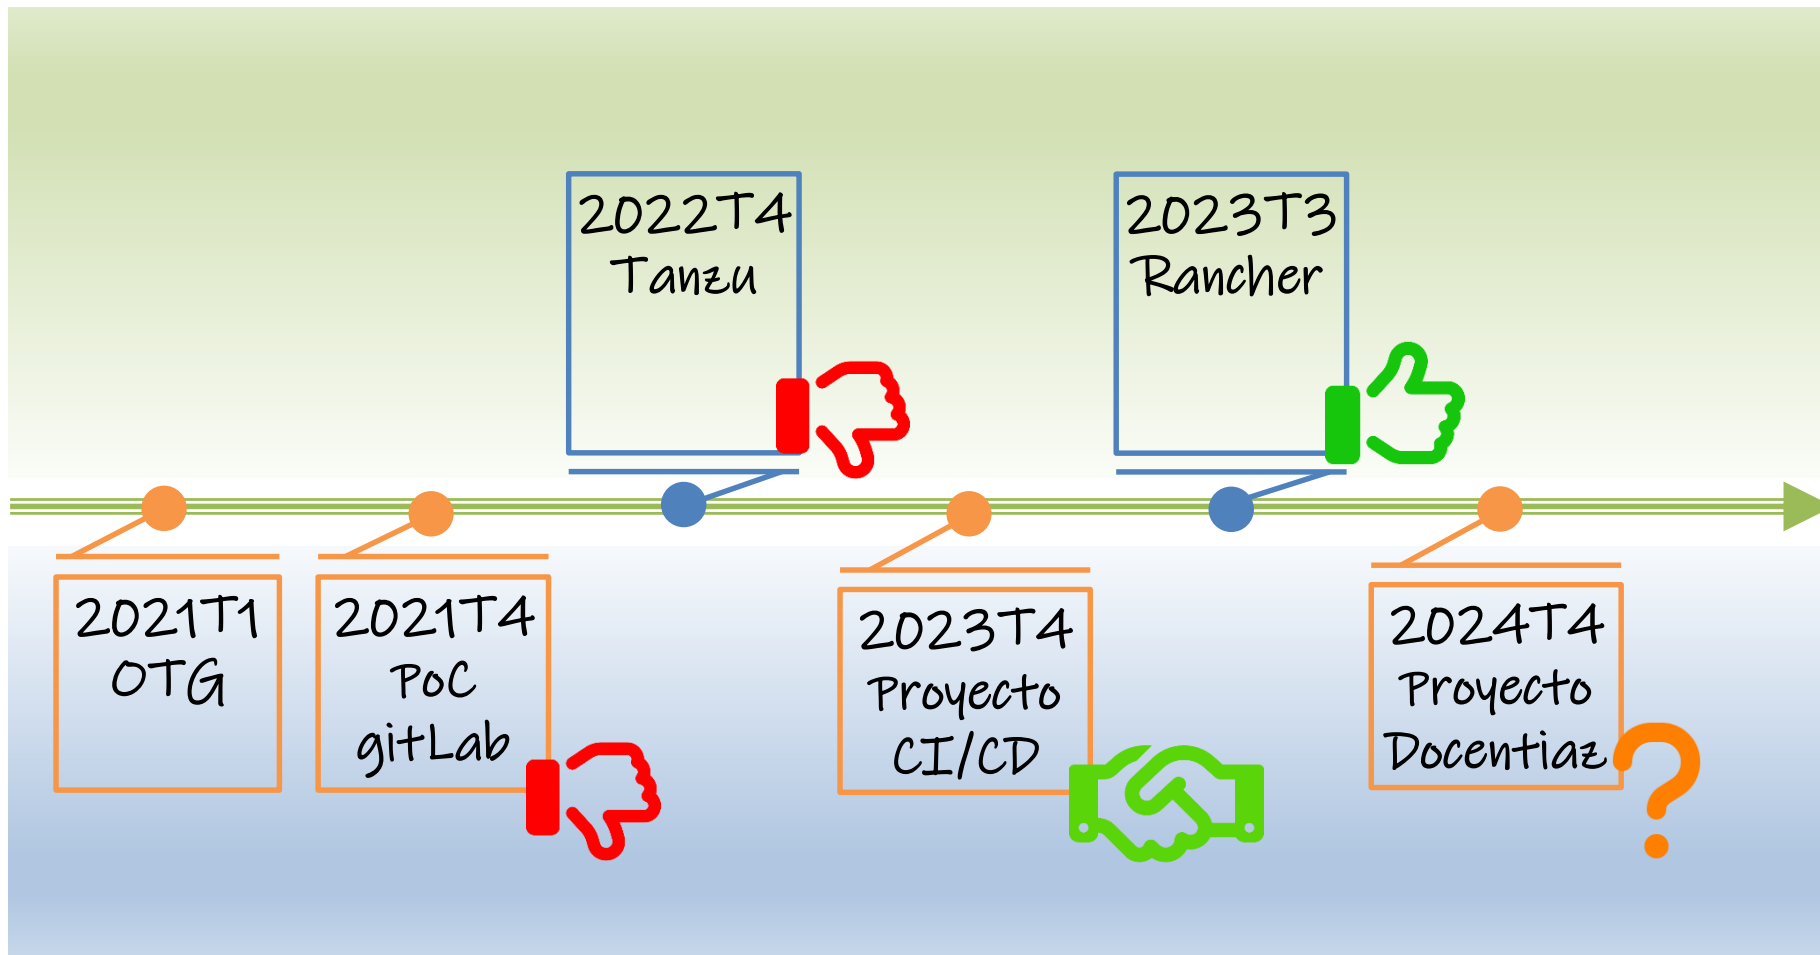 2022T4
Tanzu
2023T3
Rancher
2021T1
OTG
2021T4
PoC
gitLab
2023T4
Proyecto
CI/CD
2024T4
Proyecto
Docentiaz
?